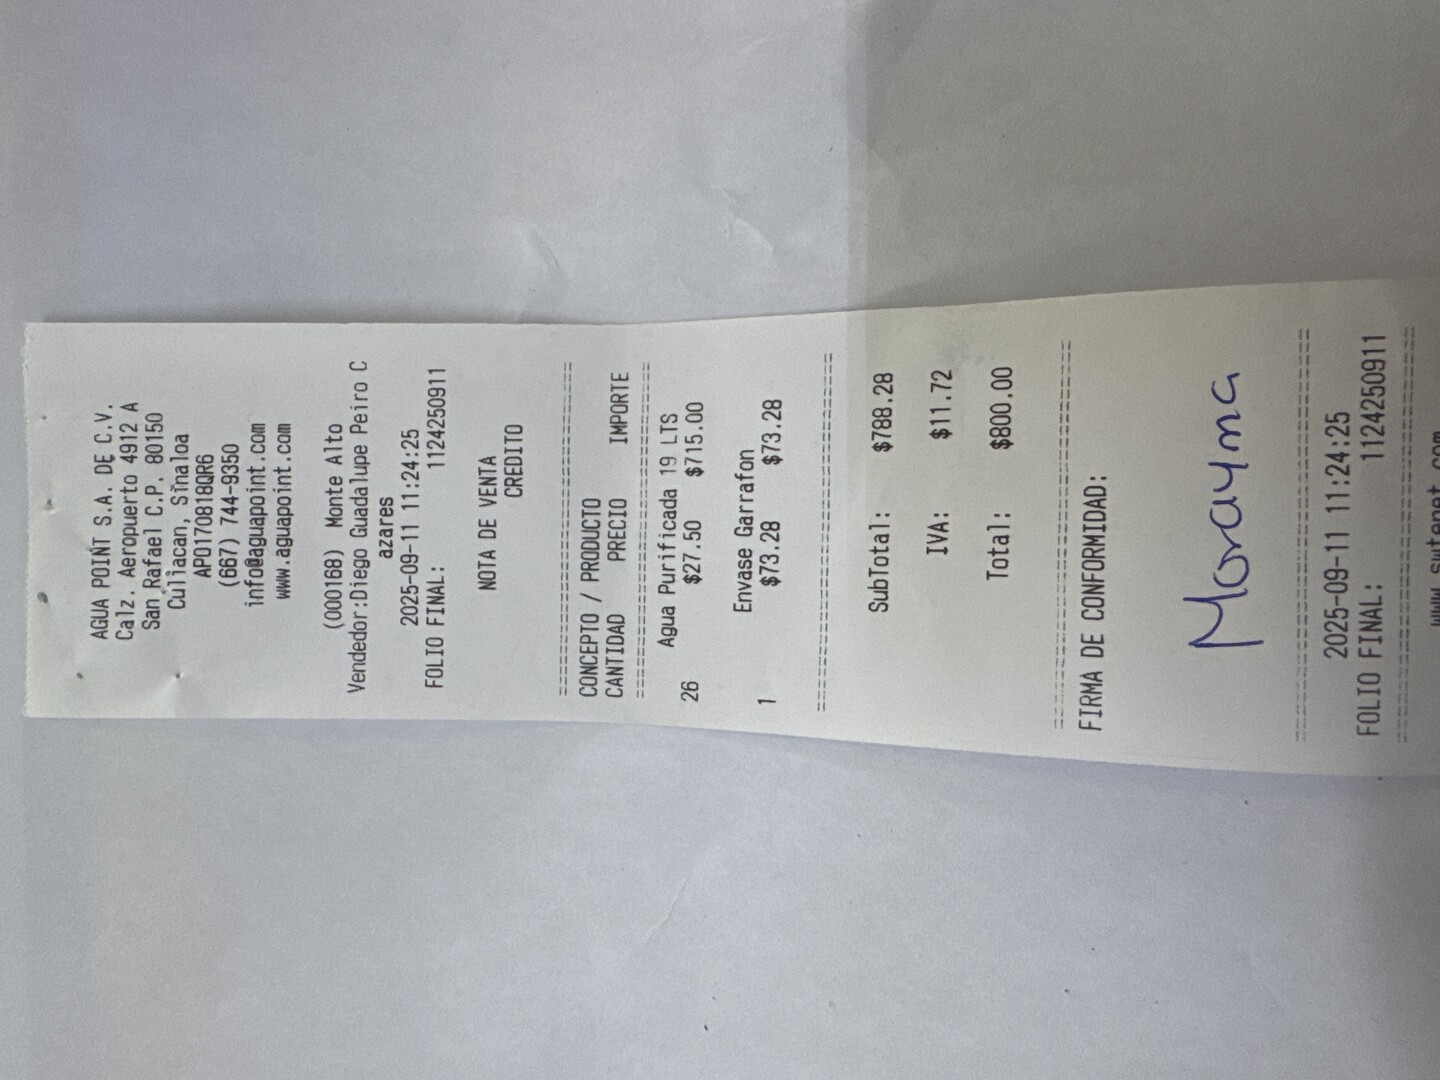 AGUA POINT S.A. DE C.V.
Calz. Aeropuerto 4912 A
San Rafael C.P. 80150
Culiacan, Sinaloa
APO170818QR6
(667) 744-9350
info@aguapoint.com
www.aguapoint.com
(000168) Monte Alto
Vendedor:Diego Guadalupe Peiro C
azares
2025-09-11 11:24:25
FOLIO FINAL: 1124250911
NOTA DE VENTA
CREDITO
================================
CONCEPTO / PRODUCTO
CANTIDAD PRECIO IMPORTE
================================
Agua Purificada 19 LTS
26 $27.50 $715.00
Envase Garrafon
1 $73.28 $73.28
================================
SubTotal: $788.28
IVA: $11.72
Total: $800.00
================================
FIRMA DE CONFORMIDAD:
Morayma
================================
2025-09-11 11:24:25
FOLIO FINAL: 1124250911
================================